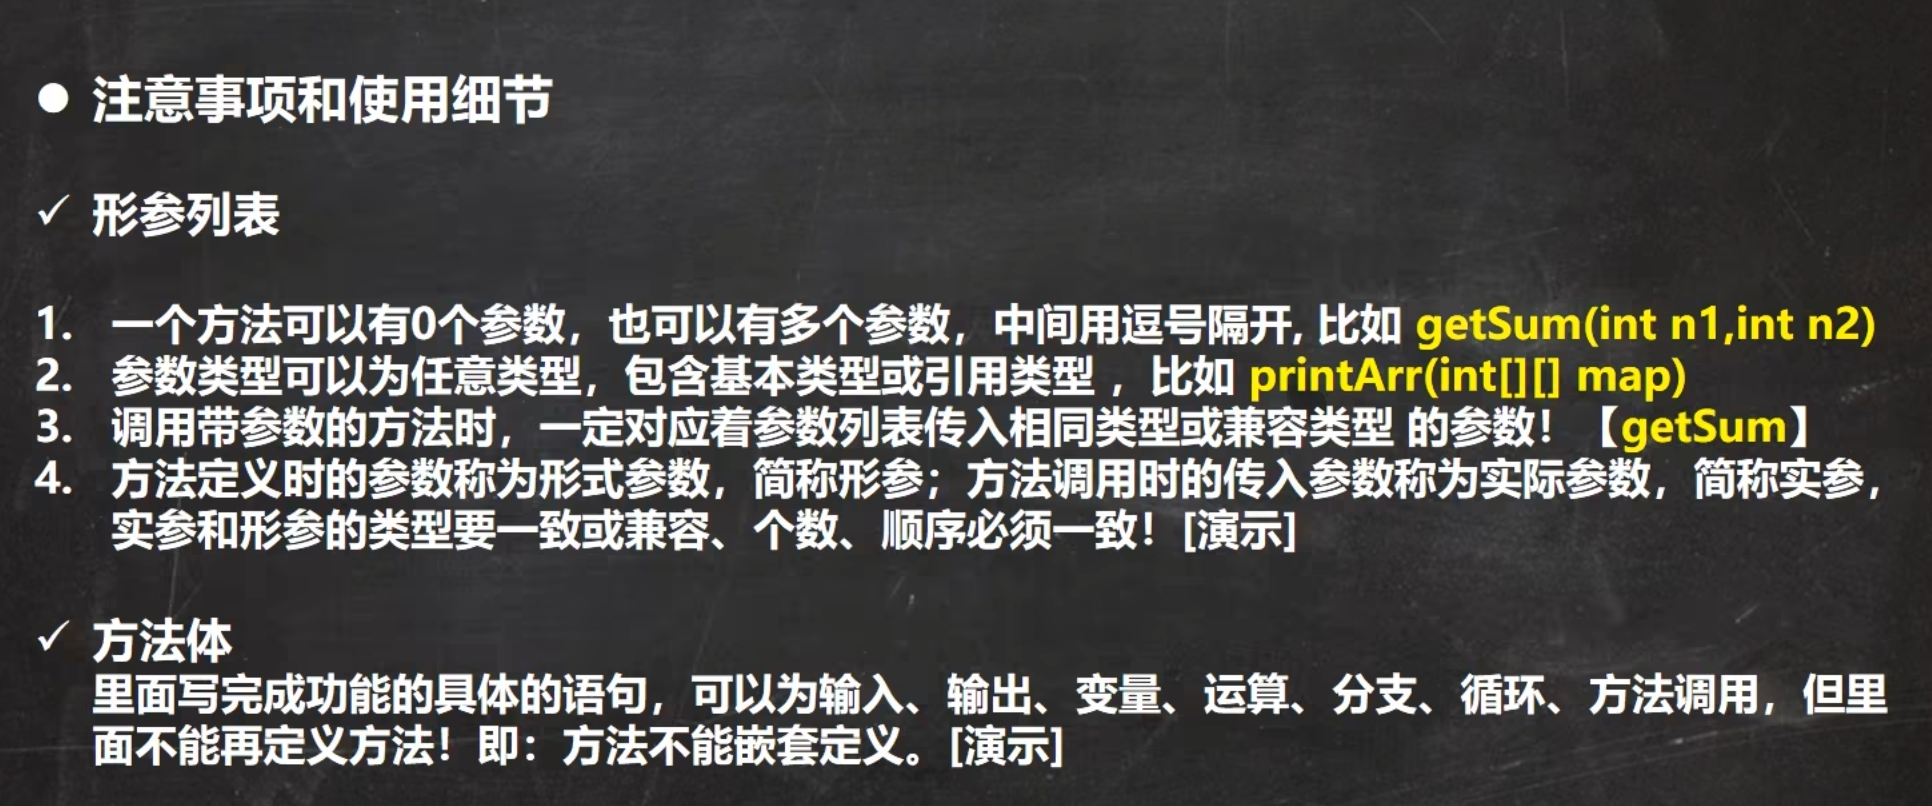 ● 注意事项和使用细节
✓ 形参列表
1. 一个方法可以有0个参数，也可以有多个参数，中间用逗号隔开, 比如 getSum(int n1,int n2)
2. 参数类型可以为任意类型，包含基本类型或引用类型 ，比如 printArr(int[][] map)
3. 调用带参数的方法时，一定对应着参数列表传入相同类型或兼容类型 的参数！【getSum】
4. 方法定义时的参数称为形式参数，简称形参；方法调用时的传入参数称为实际参数，简称实参，
实参和形参的类型要一致或兼容、个数、顺序必须一致！[演示]
✓ 方法体
里面写完成功能的具体的语句，可以为输入、输出、变量、运算、分支、循环、方法调用，但里
面不能再定义方法！即：方法不能嵌套定义。[演示]